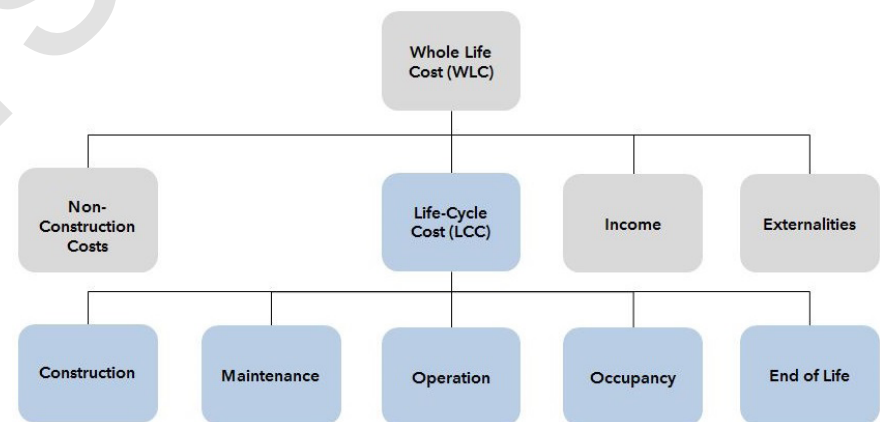 Whole Life
Cost (WLC)
Non-
Construction
Costs
Life-Cycle
Cost (LCC)
Income
Externalities
Construction
Maintenance
Operation
Occupancy
End of Life